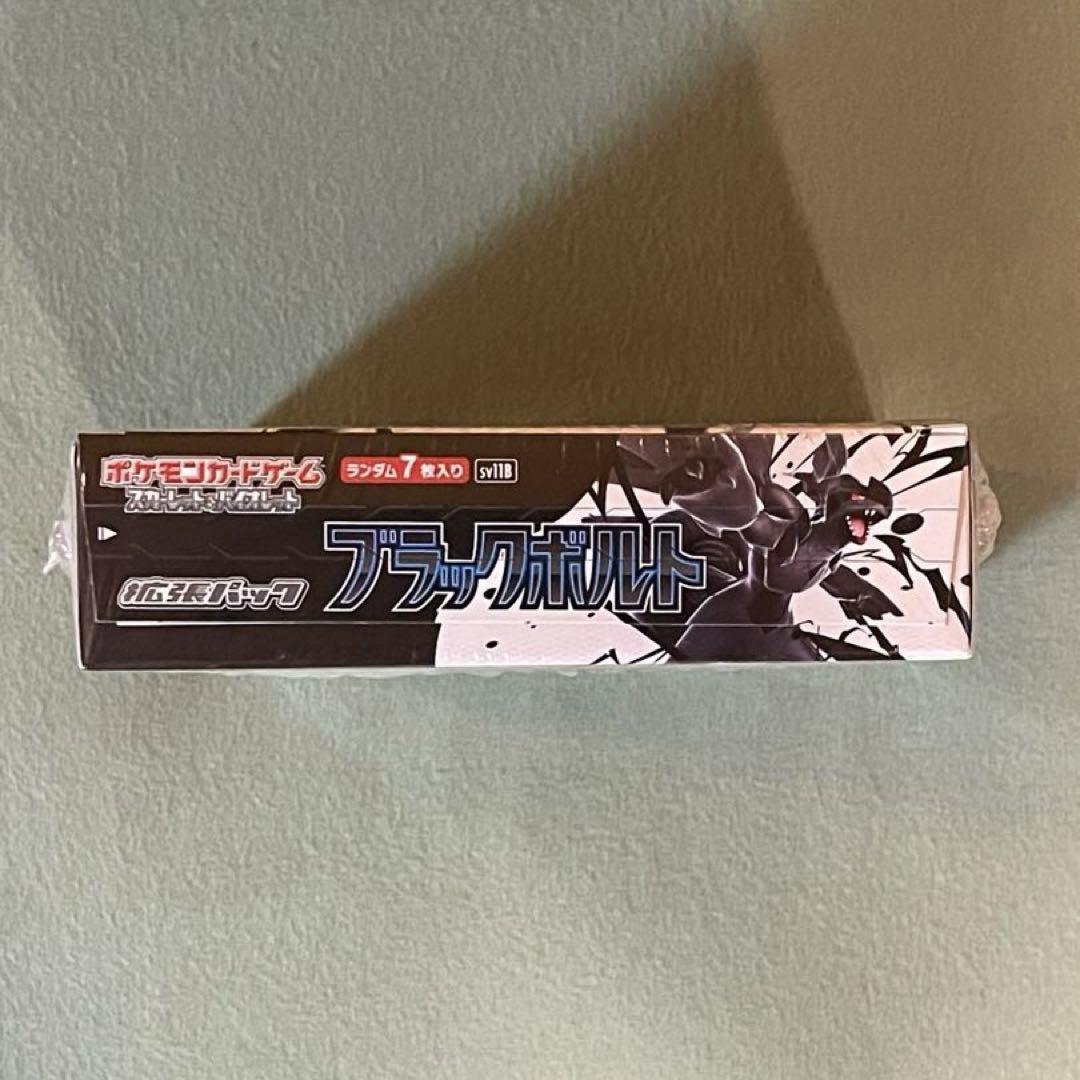 ポケモンカードゲーム
スカーレット&バイオレット
ランダム7枚入り
sv11B
拡張パック
ブラックボルト